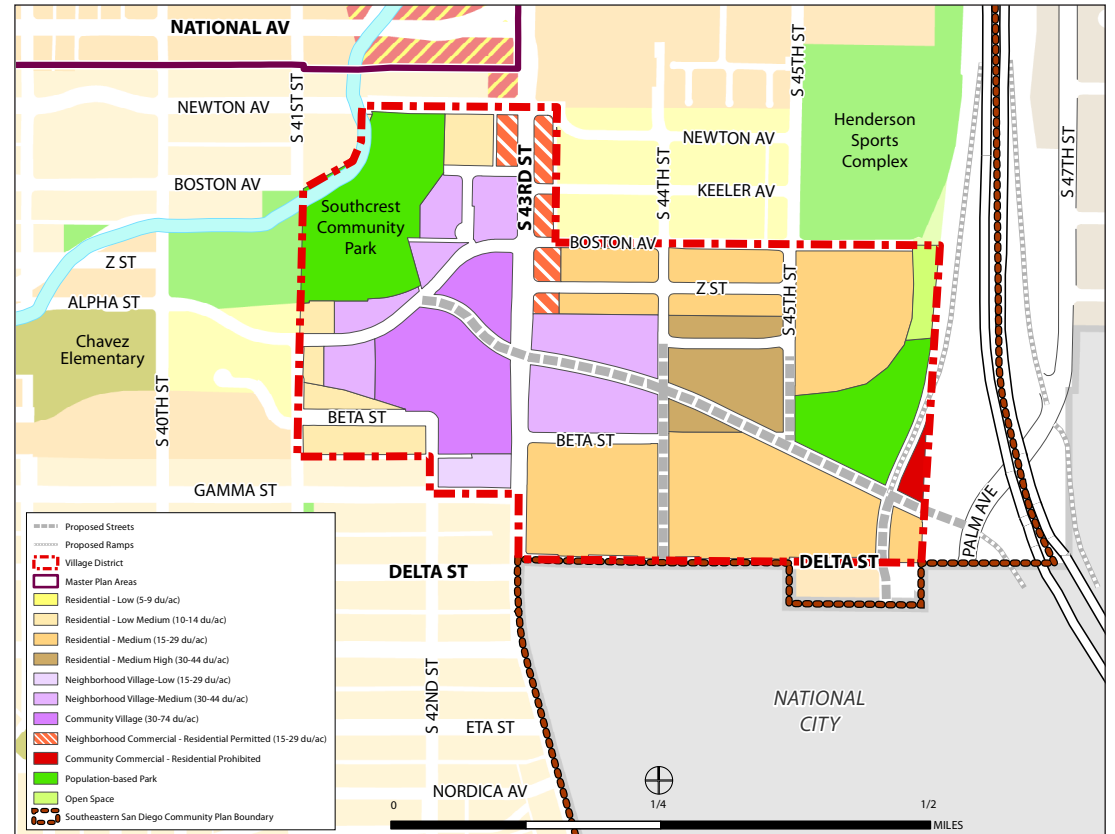 NATIONAL AV
S 41ST ST
NEWTON AV
BOSTON AV
Z ST
ALPHA ST
Chavez
Elementary
S 40TH ST
Southcrest
Community
Park
S 43RD ST
S 44TH ST
S 45TH ST
NEWTON AV
KEELER AV
Henderson
Sports
Complex
S 47TH ST
BOSTON AV
Z ST
S 45TH ST
BETA ST
BETA ST
GAMMA ST
PALM AVE
DELTA ST
DELTA ST
S 42ND ST
ETA ST
NORDICA AV
NATIONAL
CITY
Proposed Streets
Proposed Ramps
Village District
Master Plan Areas
Residential - Low (5-9 du/ac)
Residential - Low Medium (10-14 du/ac)
Residential - Medium (15-29 du/ac)
Residential - Medium High (30-44 du/ac)
Neighborhood Village-Low (15-29 du/ac)
Neighborhood Village-Medium (30-44 du/ac)
Community Village (30-74 du/ac)
Neighborhood Commercial - Residential Permitted (15-29 du/ac)
Community Commercial - Residential Prohibited
Population-based Park
Open Space
Southeastern San Diego Community Plan Boundary
0 1/4 1/2
MILES